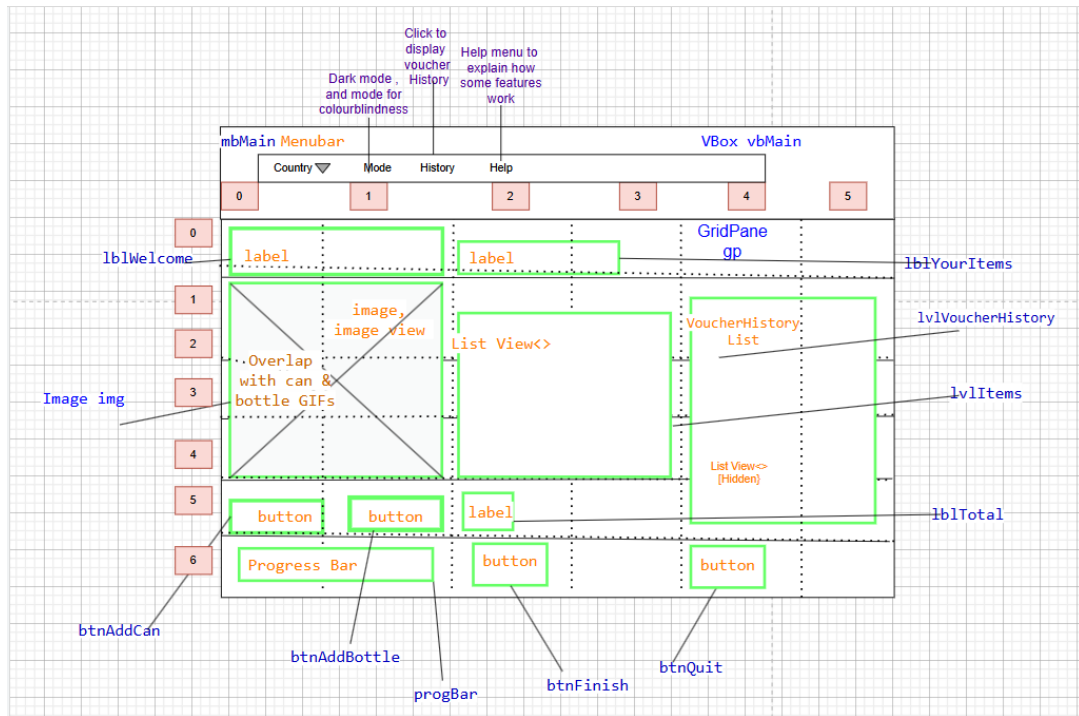 Click to
display
voucher
History
Help menu to
explain how
some features
work
Dark mode ,
and mode for
colourblindness
mbMain Menubar
VBox vbMain
Country Mode History Help
0 1 2 3 4 5
0
lblWelcome
label
label
GridPane
gp
lblYourItems
1
image,
image view
VoucherHistory
List
lvlVoucherHistory
2
List View<>
Overlap
with can &
bottle GIFs
3
Image img
lvlItems
4
List View<>
[Hidden}
5
button
button
label
lblTotal
6
Progress Bar
button
button
btnAddCan
btnAddBottle
progBar
btnFinish
btnQuit